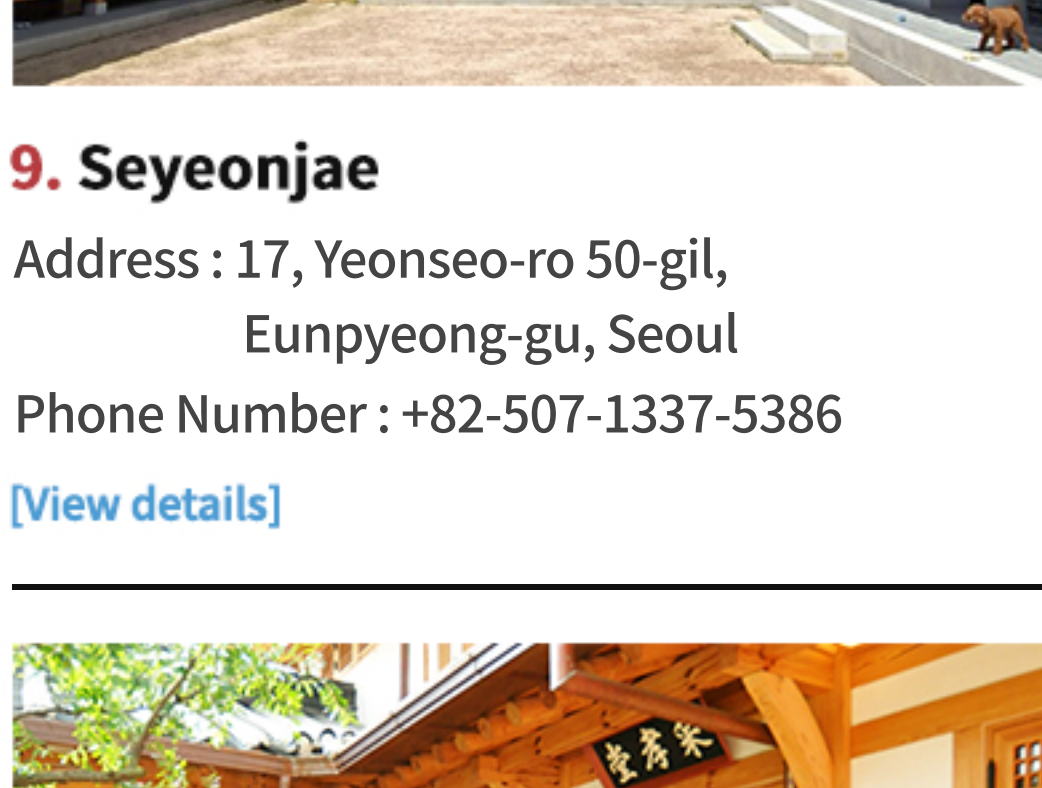 9. Seyeonjae
Address : 17, Yeonseo-ro 50-gil,
Eunpyeong-gu, Seoul
Phone Number : +82-507-1337-5386
[View details]